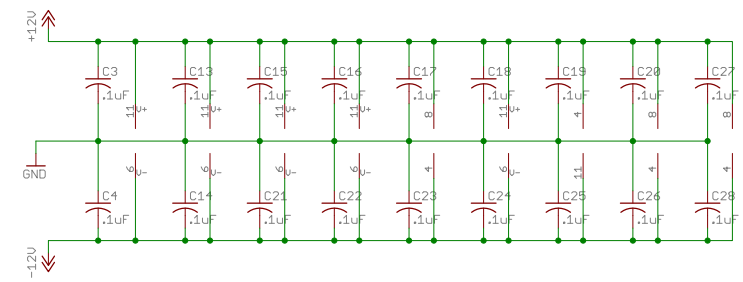 +12V
C3 C13 C15 C16 C17 C18 C19 C20 C27
.1uF .1uF .1uF .1uF .1uF .1uF .1uF .1uF .1uF
11 V+ 11 V+ 11 V+ 11 V+ 8 11 V+ 4 8 8
GND
6 V- 6 V- 6 V- 6 V- 4 6 V- 11 4 4
C4 C14 C21 C22 C23 C24 C25 C26 C28
.1uF .1uF .1uF .1uF .1uF .1uF .1uF .1uF .1uF
-12V